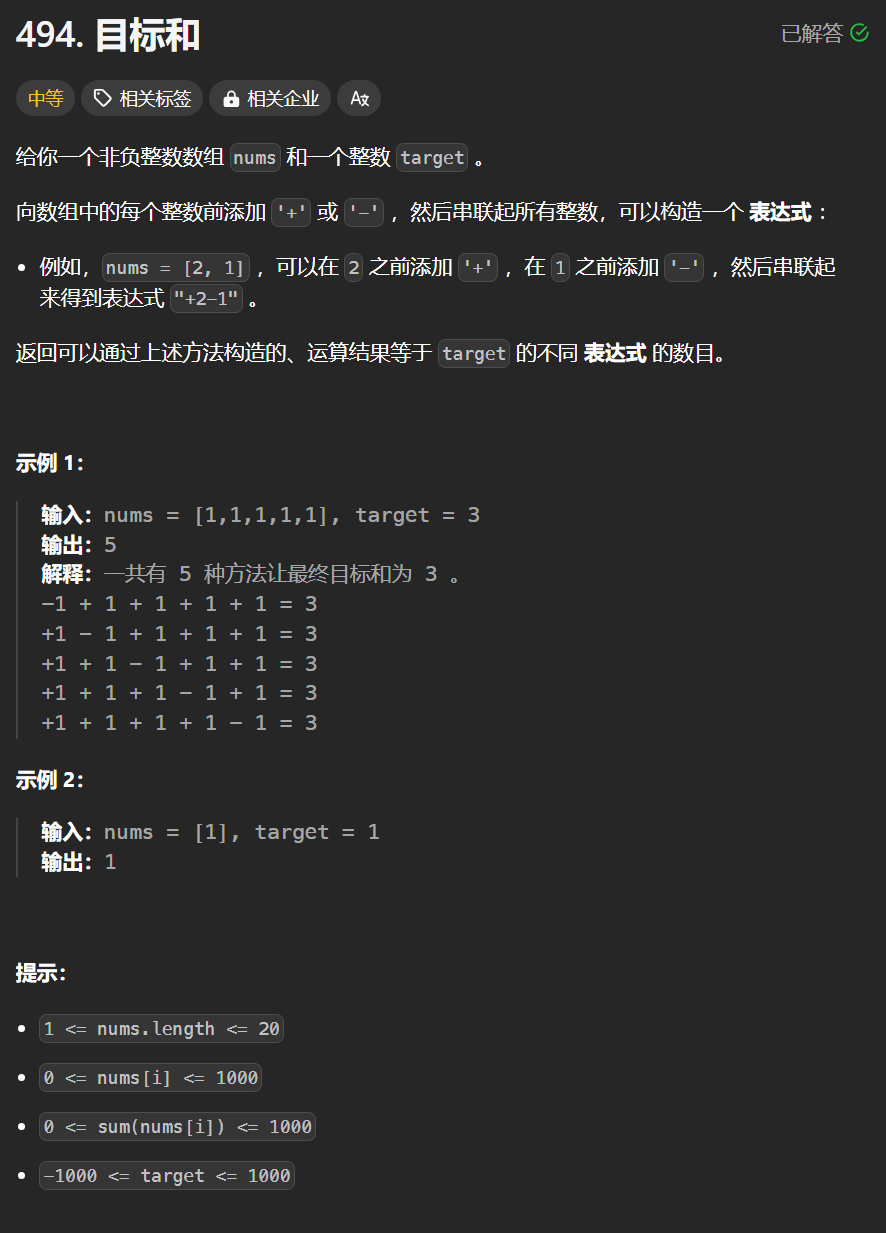 494. 目标和
已解答
中等
相关标签
相关企业
给你一个非负整数数组 nums 和一个整数 target 。
向数组中的每个整数前添加 '+' 或 '-' ，然后串联起所有整数，可以构造一个 表达式 ：
例如，nums = [2, 1] ，可以在 2 之前添加 '+' ，在 1 之前添加 '-' ，然后串联起
来得到表达式 "+2-1" 。
返回可以通过上述方法构造的、运算结果等于 target 的不同 表达式 的数目。
示例 1：
输入：nums = [1,1,1,1,1], target = 3
输出：5
解释：一共有 5 种方法让最终目标和为 3 。
-1 + 1 + 1 + 1 + 1 = 3
+1 - 1 + 1 + 1 + 1 = 3
+1 + 1 - 1 + 1 + 1 = 3
+1 + 1 + 1 - 1 + 1 = 3
+1 + 1 + 1 + 1 - 1 = 3
示例 2：
输入：nums = [1], target = 1
输出：1
提示：
1 <= nums.length <= 20
0 <= nums[i] <= 1000
0 <= sum(nums[i]) <= 1000
-1000 <= target <= 1000